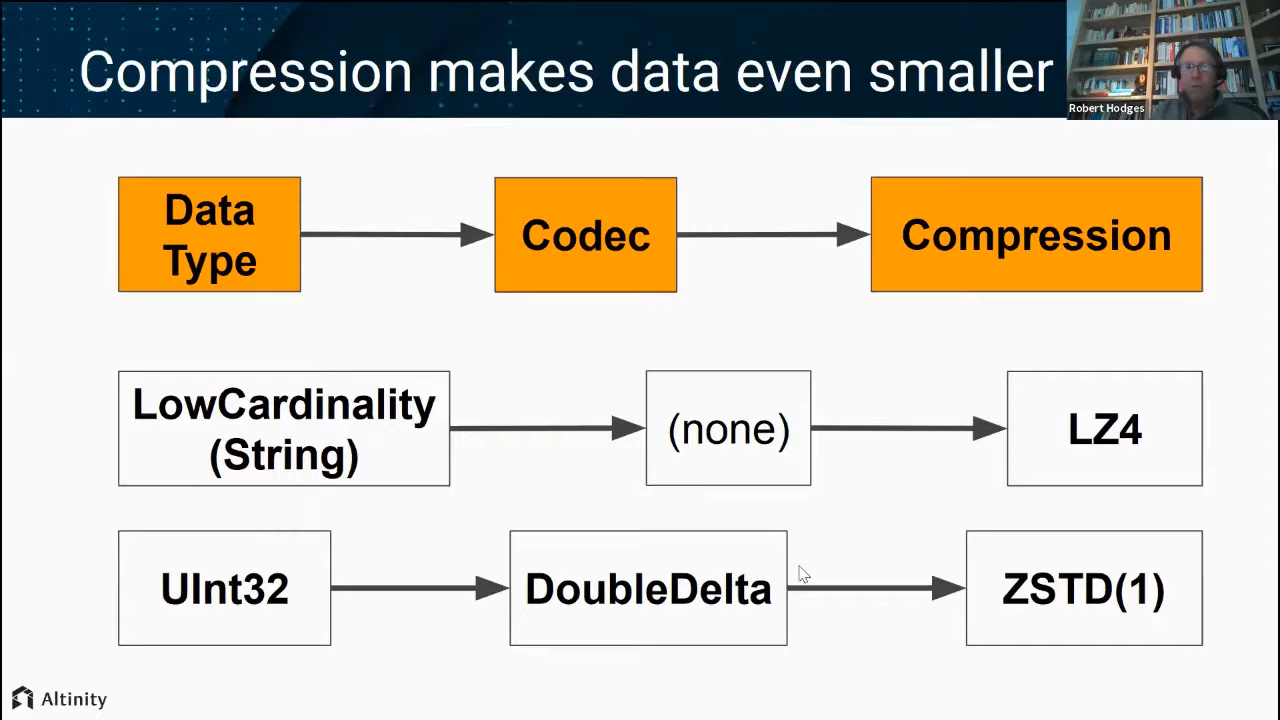 Compression makes data even smaller
Robert Hodges
Data
Type
Codec
Compression
LowCardinality
(String)
(none)
LZ4
UInt32
DoubleDelta
ZSTD(1)
Altinity